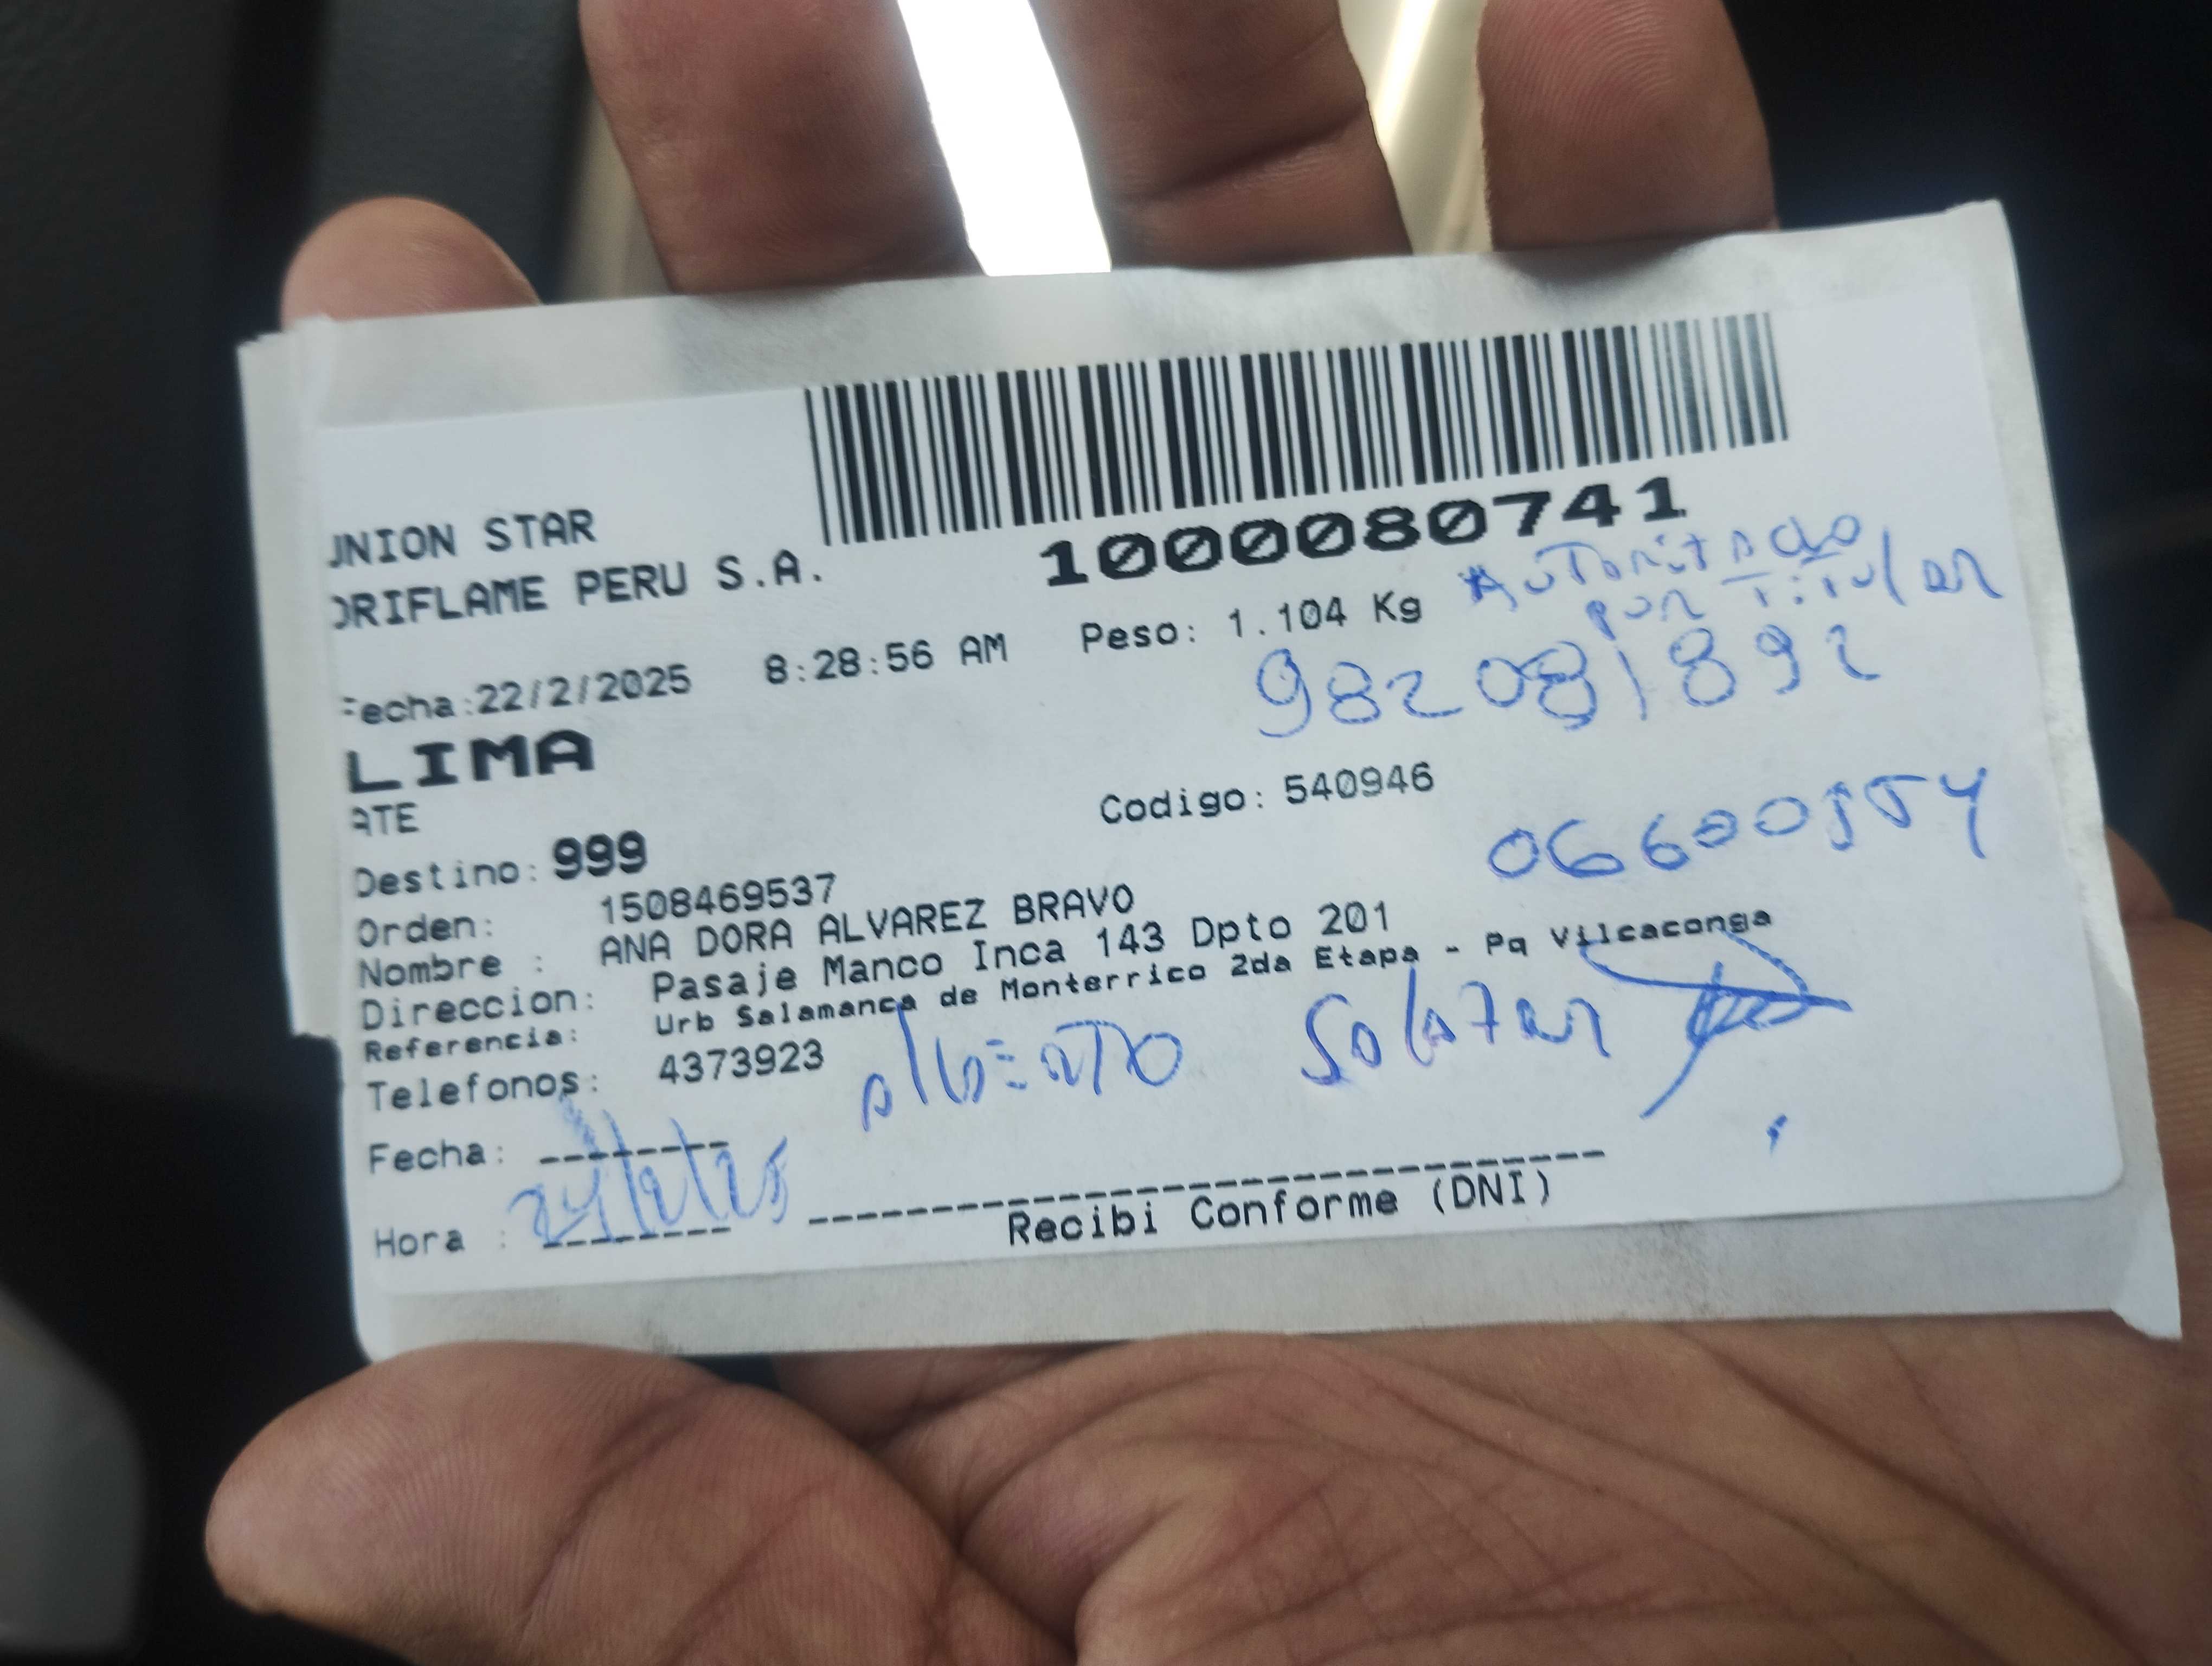 UNION STAR
ORIFLAME PERU S.A.
1000080741
Fecha:22/2/2025 8:28:56 AM Peso: 1.104 Kg
Autorizado
por Titular
982081892
LIMA
ATE
Codigo: 540946
Destino: 999
Orden: 1508469537
Nombre : ANA DORA ALVAREZ BRAVO
Direccion: Pasaje Manco Inca 143 Dpto 201
Referencia: Urb Salamanca de Monterrico 2da Etapa - Pq Vilcaconga
Telefonos: 4373923
Fecha:
Hora :
Recibi Conforme (DNI)